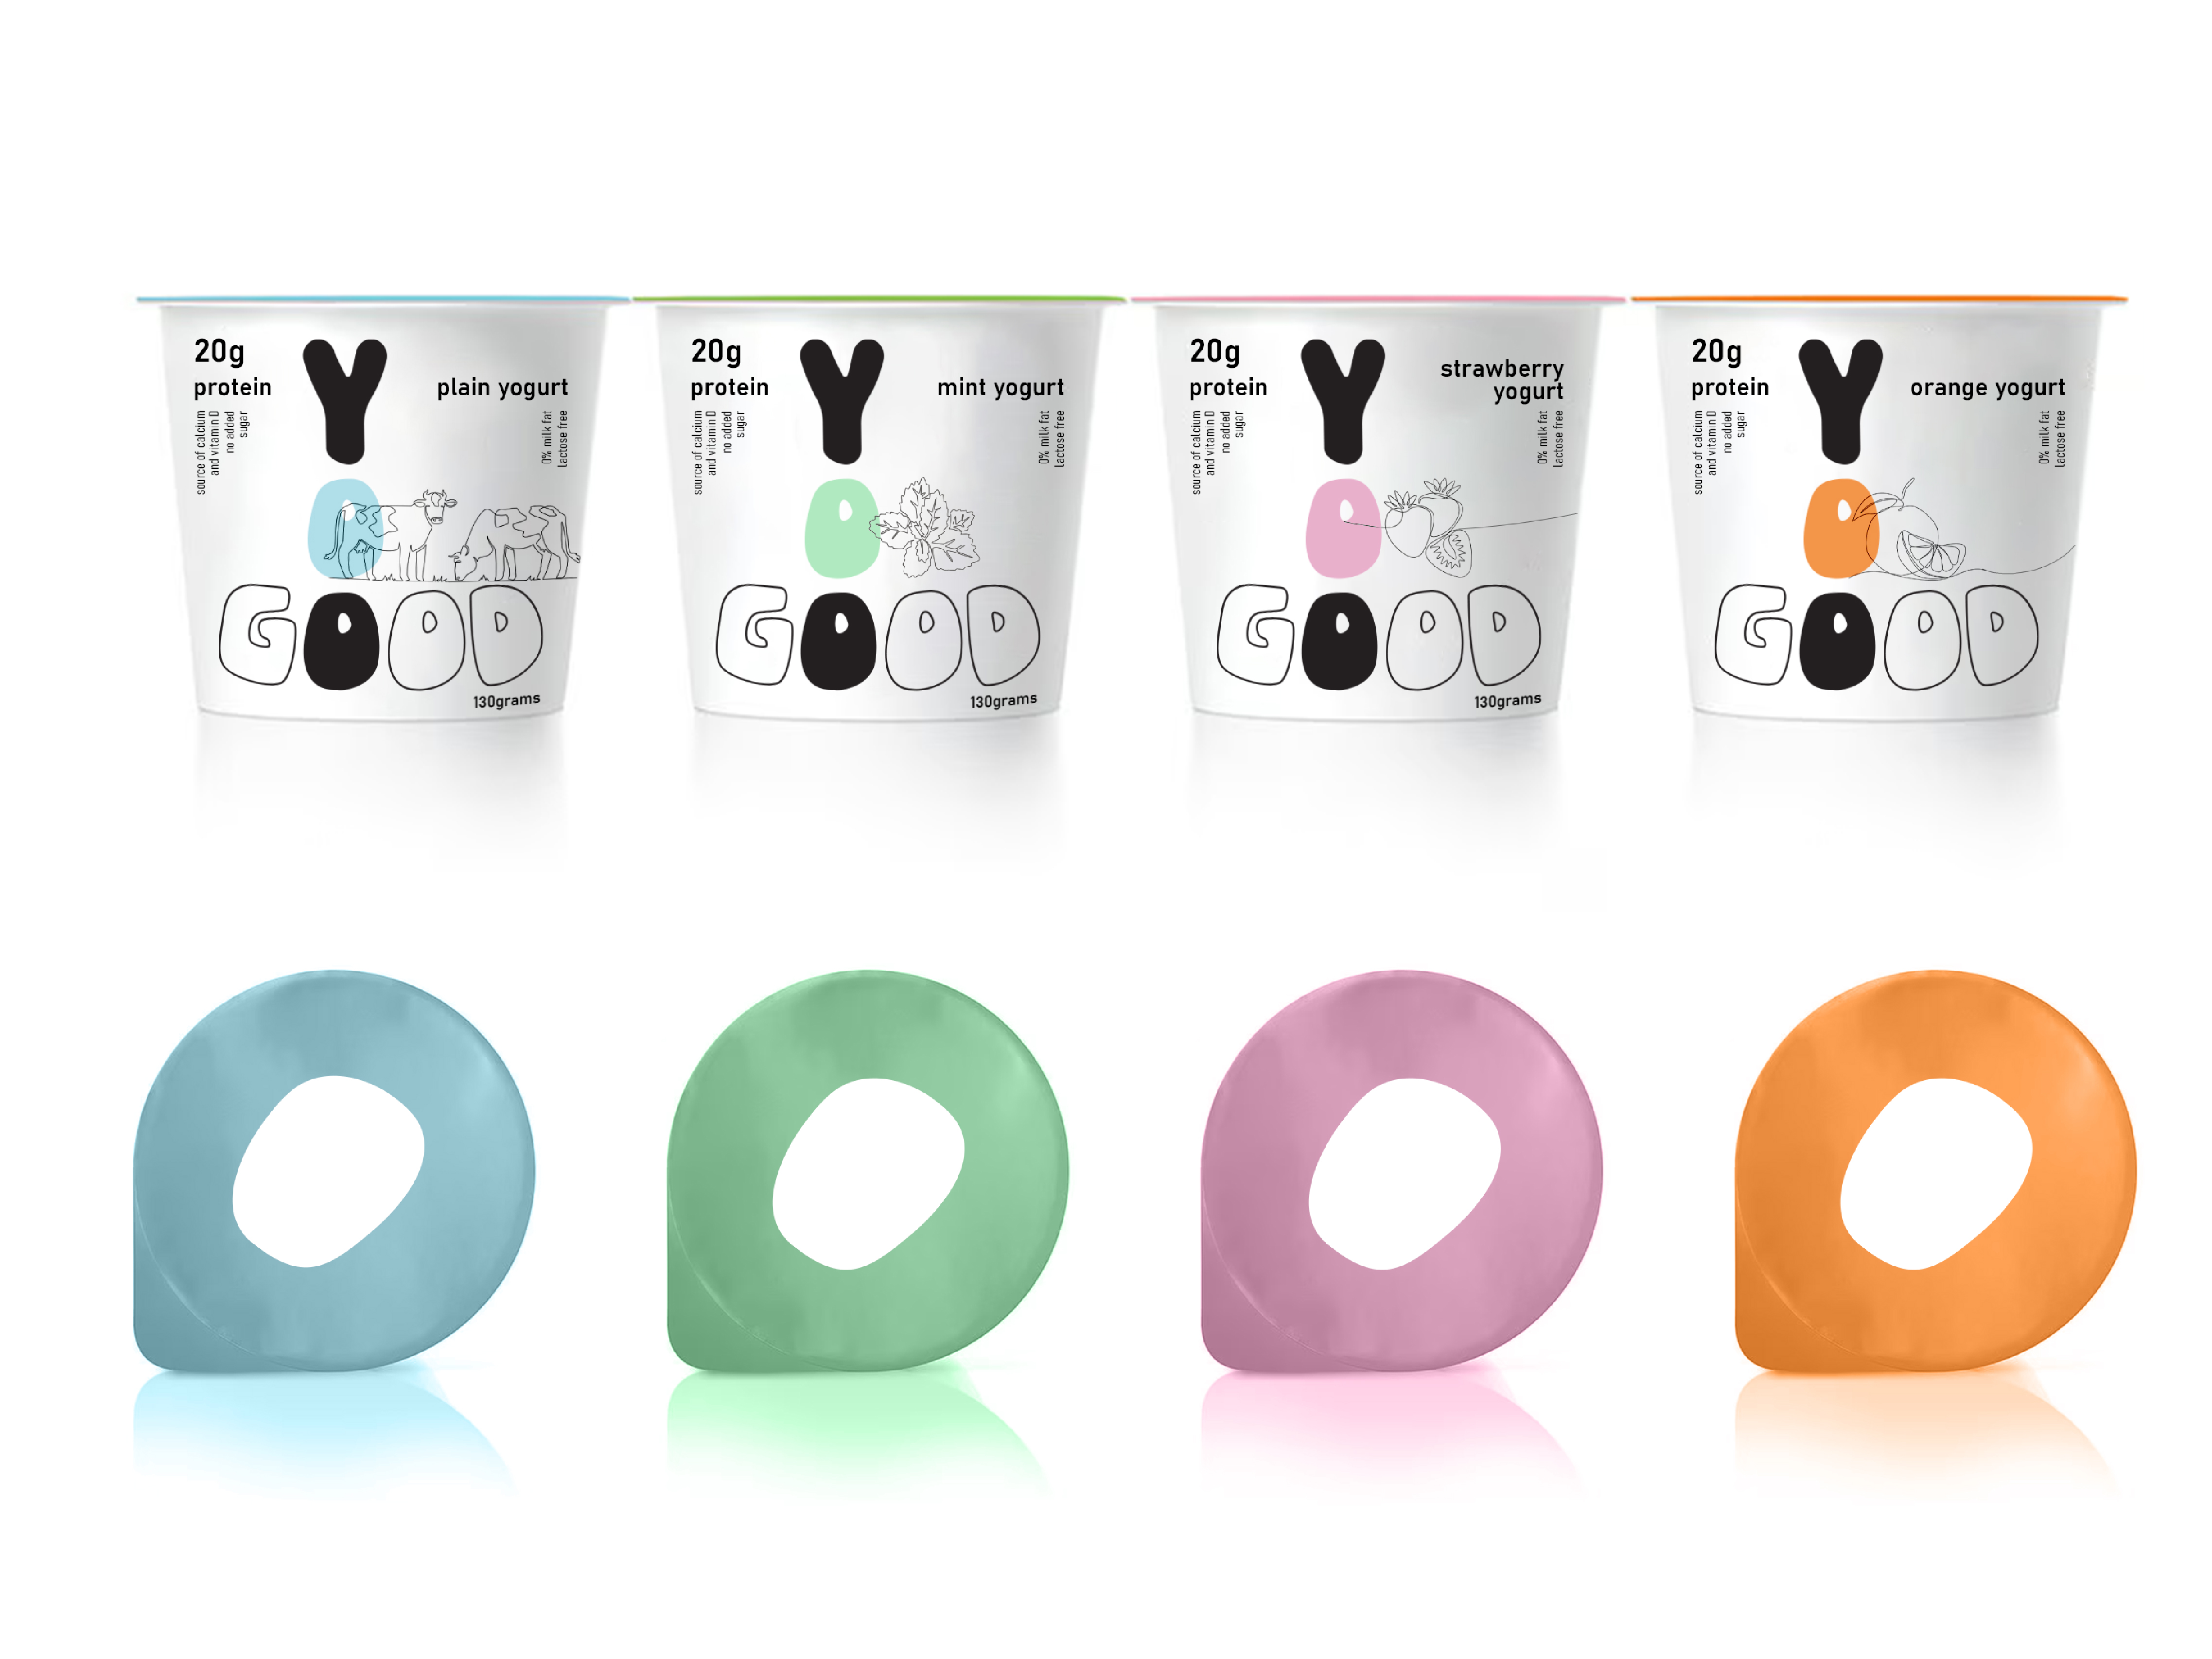 20g
protein
source of calcium
and vitamin D
no added
sugar
Y
O
GOOD
plain yogurt
0% milk fat
lactose free
130grams
20g
protein
source of calcium
and vitamin D
no added
sugar
Y
O
GOOD
mint yogurt
0% milk fat
lactose free
130grams
20g
protein
source of calcium
and vitamin D
no added
sugar
Y
O
GOOD
strawberry
yogurt
0% milk fat
lactose free
130grams
20g
protein
source of calcium
and vitamin D
no added
sugar
Y
O
GOOD
orange yogurt
0% milk fat
lactose free